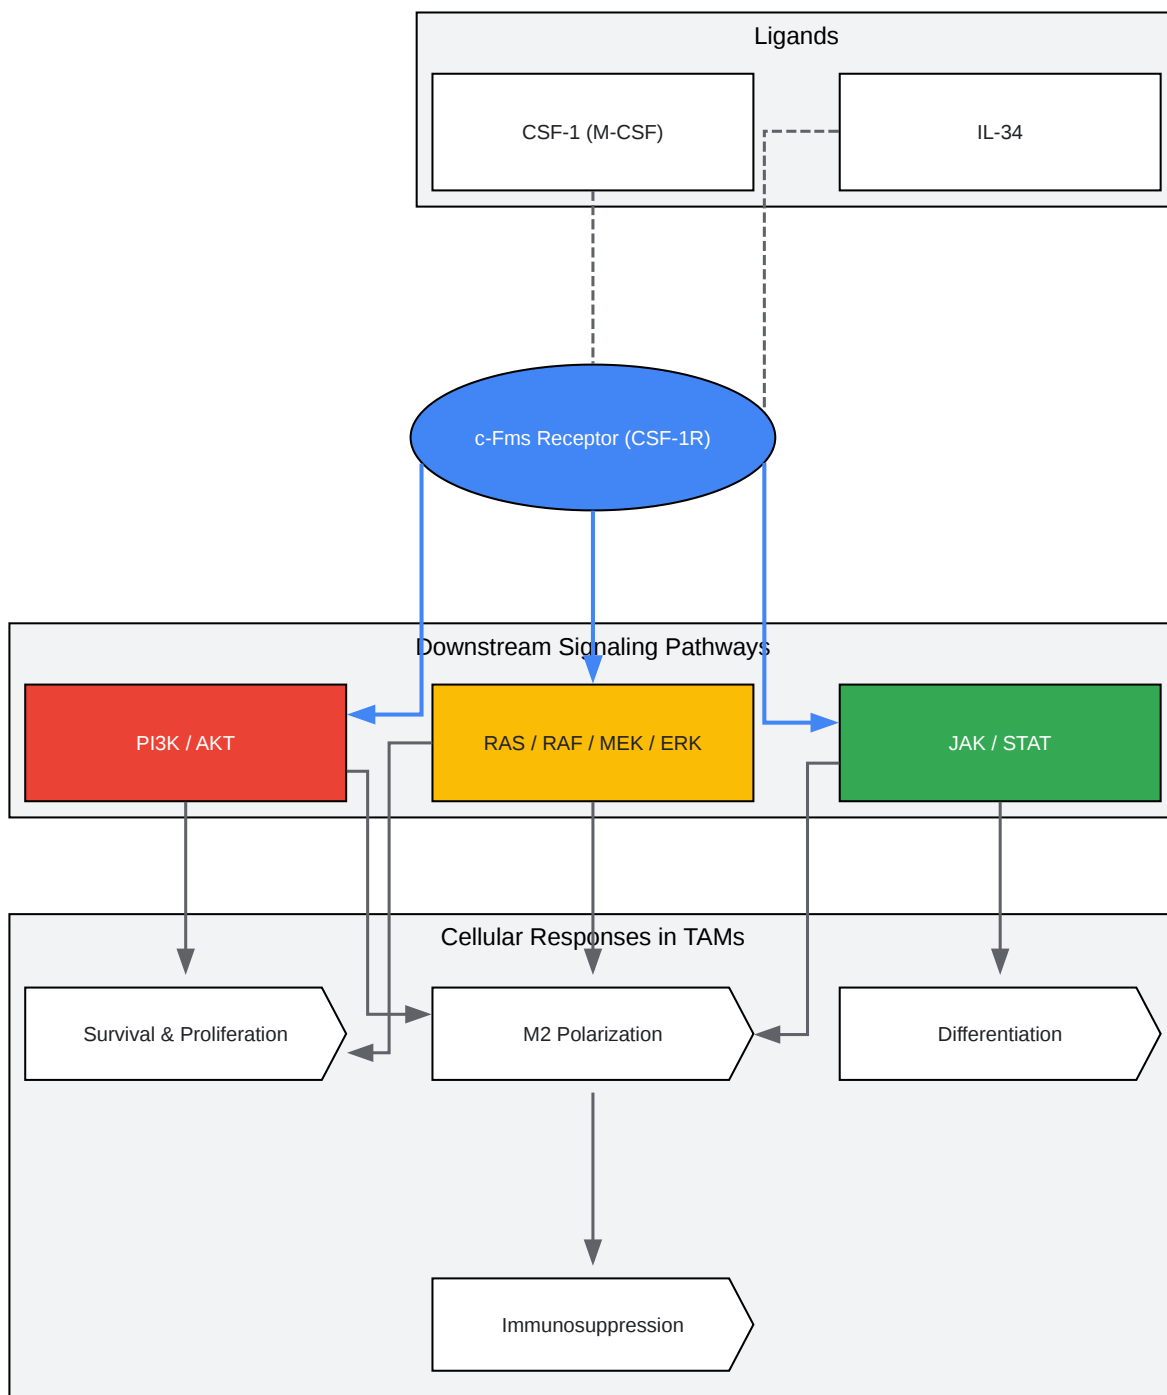 Ligands
CSF-1 (M-CSF)
IL-34
c-Fms Receptor (CSF-1R)
Downstream Signaling Pathways
PI3K / AKT
RAS / RAF / MEK / ERK
JAK / STAT
Cellular Responses in TAMs
Survival & Proliferation
M2 Polarization
Differentiation
Immunosuppression